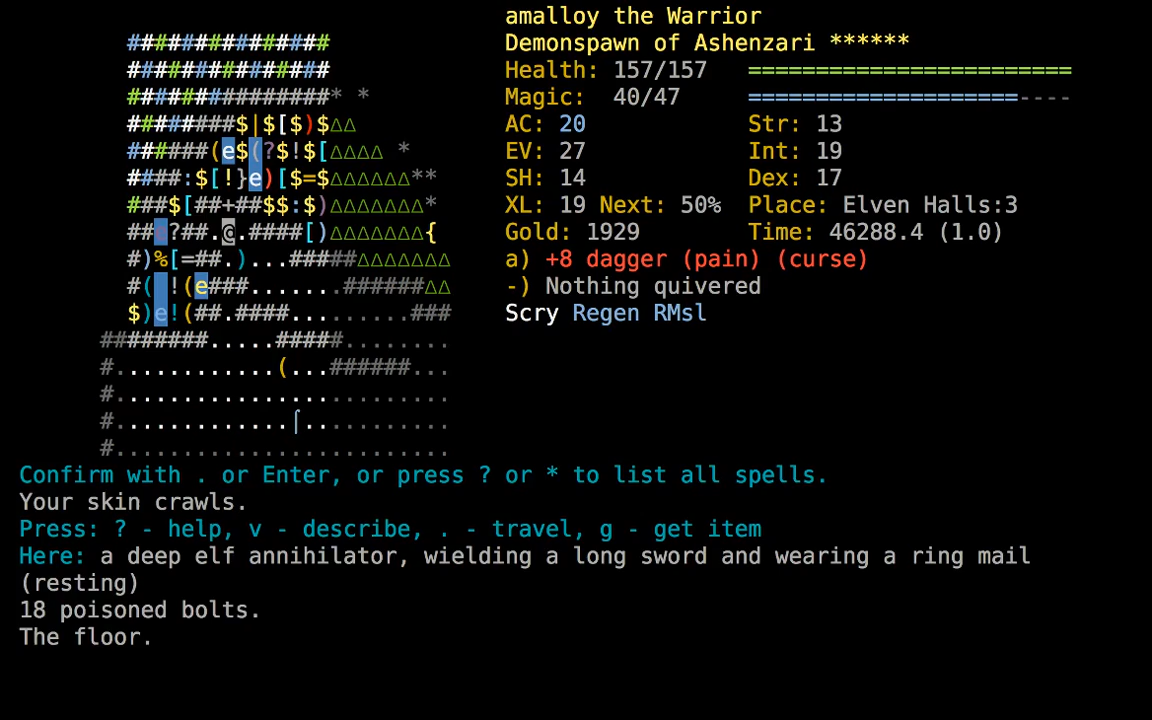 amalloy the Warrior
############### Demonspawn of Ashenzari ******
############### Health: 157/157 ========================
###############* * Magic: 40/47 ====================----
########$|$[$)$∆∆ AC: 20 Str: 13
######(e$(?$!$[∆∆∆∆ * EV: 27 Int: 19
####:$[!}e)[$=$∆∆∆∆∆∆** SH: 14 Dex: 17
###$[##+##$$:$)∆∆∆∆∆∆∆* XL: 19 Next: 50% Place: Elven Halls:3
## ?##.@.####[)∆∆∆∆∆∆∆{ Gold: 1929 Time: 46288.4 (1.0)
#)%[=##.)...#####∆∆∆∆∆∆∆ a) +8 dagger (pain) (curse)
#( !(e###.......######∆∆ -) Nothing quivered
$)e!(##.####.........### Scry Regen RMsl
#########.....#####........
#............(...######...
#.........................
#.............⌠...........
#.........................
Confirm with . or Enter, or press ? or * to list all spells.
Your skin crawls.
Press: ? - help, v - describe, . - travel, g - get item
Here: a deep elf annihilator, wielding a long sword and wearing a ring mail
(resting)
18 poisoned bolts.
The floor.